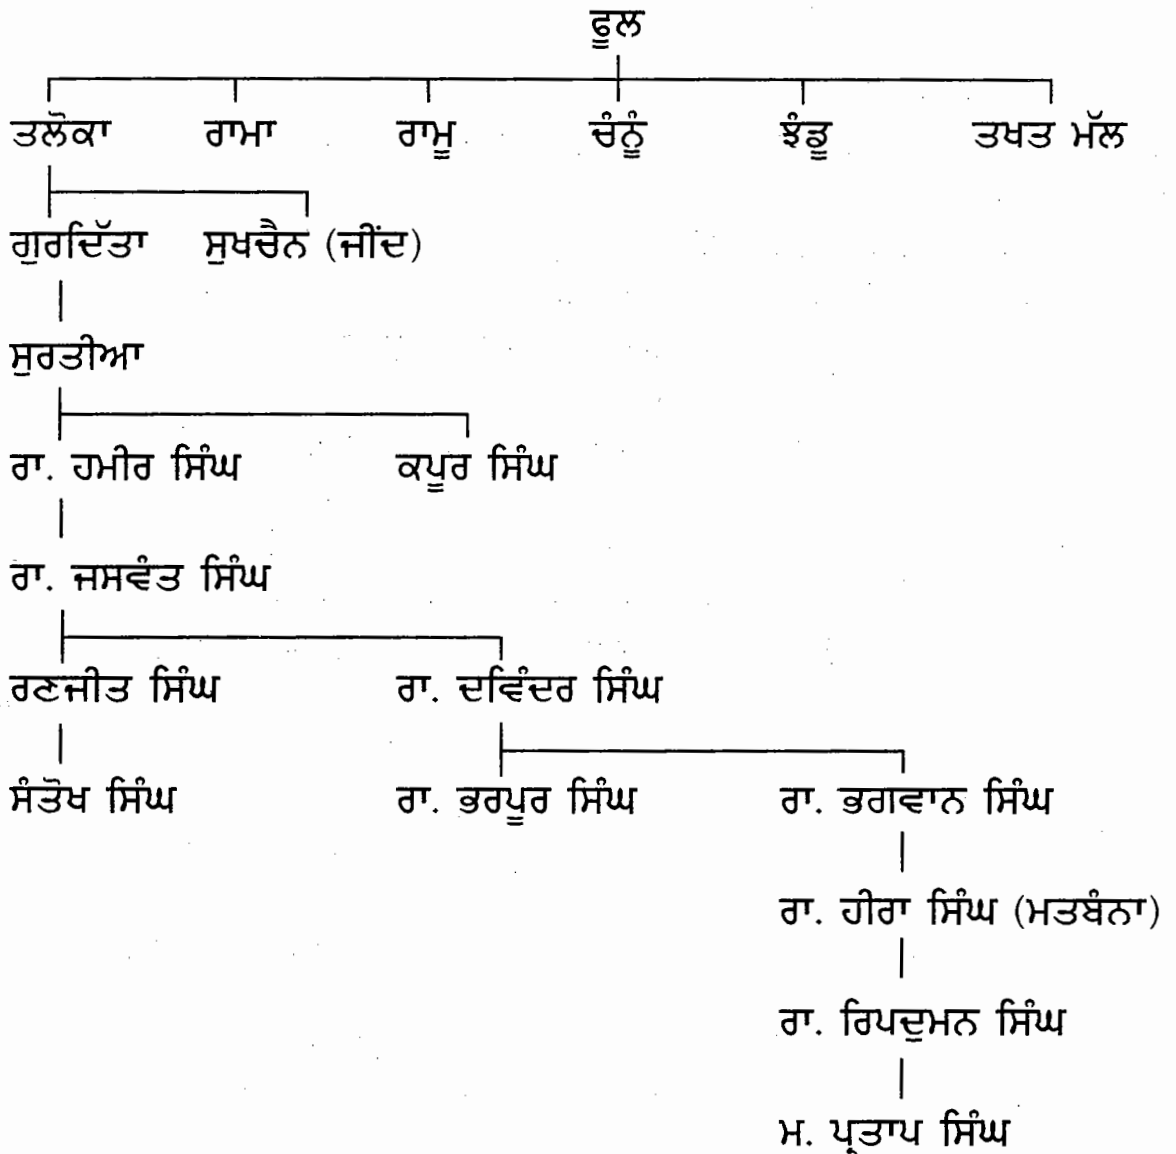 ਫੂਲ
ਤਲੋਕਾ ਰਾਮਾ ਰਾਮੂ ਚੰਨੂੰ ਝੰਡੂ ਤਖਤ ਮੱਲ
ਗੁਰਦਿੱਤਾ ਸੁਖਚੈਨ (ਜੀਂਦ)
ਸੁਰਤੀਆ
ਰਾ. ਹਮੀਰ ਸਿੰਘ ਕਪੂਰ ਸਿੰਘ
ਰਾ. ਜਸਵੰਤ ਸਿੰਘ
ਰਣਜੀਤ ਸਿੰਘ ਰਾ. ਦਵਿੰਦਰ ਸਿੰਘ
ਸੰਤੋਖ ਸਿੰਘ ਰਾ. ਭਰਪੂਰ ਸਿੰਘ ਰਾ. ਭਗਵਾਨ ਸਿੰਘ
ਰਾ. ਹੀਰਾ ਸਿੰਘ (ਮਤਬੰਨਾ)
ਰਾ. ਰਿਪਦੁਮਨ ਸਿੰਘ
ਮ. ਪ੍ਰਤਾਪ ਸਿੰਘ